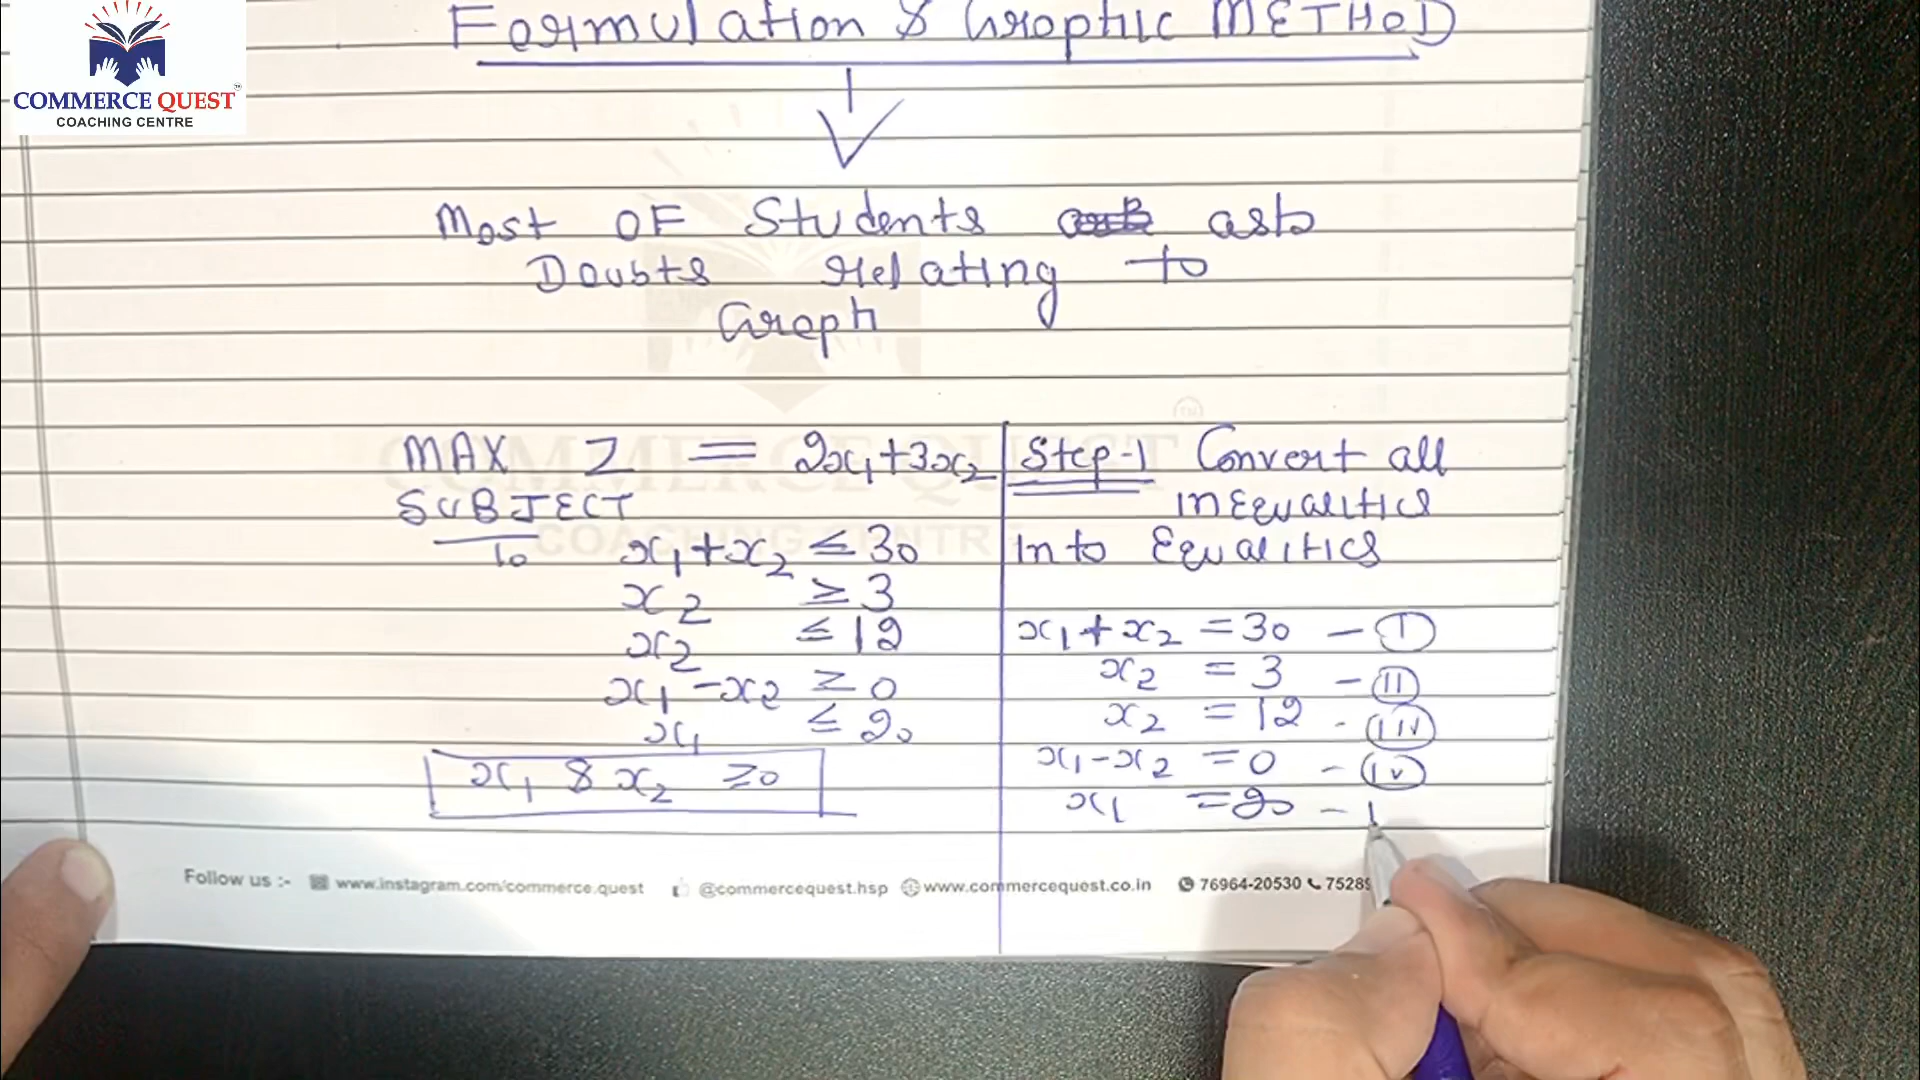 COMMERCE QUEST
COACHING CENTRE
Formulation & Graphic METHOD
Most OF Students ask
Doubts relating to
Graph
MAX Z = 2x₁+3x₂
SUBJECT
to
x₁+x₂ ≤ 30
x₂ ≥ 3
x₂ ≤ 12
x₁-x₂ ≥ 0
x₁ ≤ 20
x₁ & x₂ ≥0
Step-1 Convert all
inEqualities
into Equalities
x₁+x₂ = 30 - (I)
x₂ = 3 - (II)
x₂ = 12 - (III)
x₁-x₂ = 0 - (IV)
x₁ = 20 -
Follow us :- www.instagram.com/commerce.quest @commercequest.hsp www.commercequest.co.in 76964-20530 7528